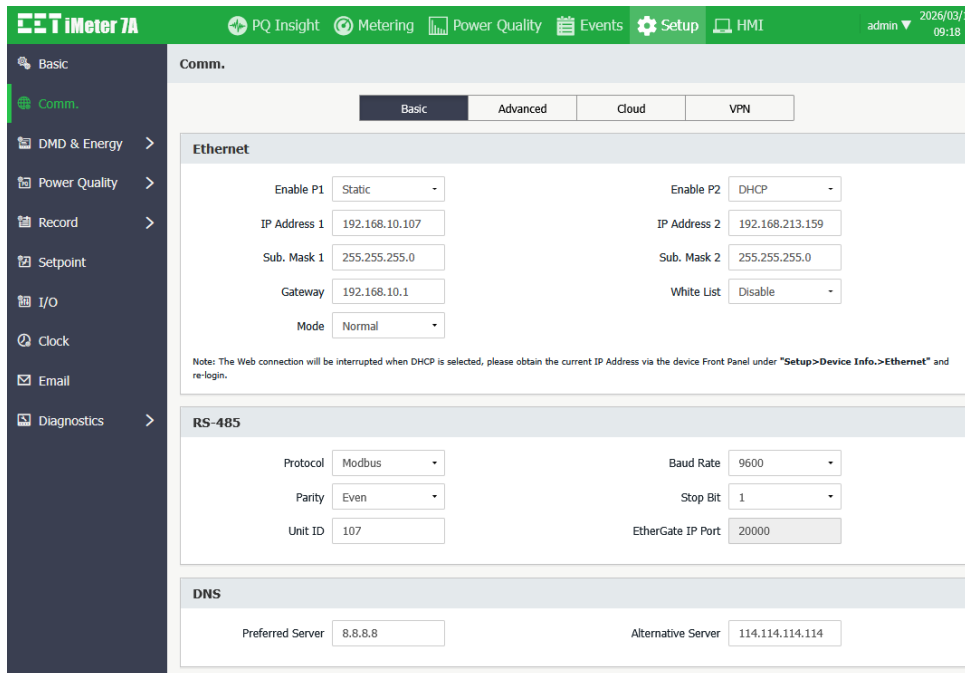 CET iMeter 7A PQ Insight Metering Power Quality Events Setup HMI admin ▼ 2026/03/
09:18
Basic
Comm.
DMD & Energy
Power Quality
Record
Setpoint
I/O
Clock
Email
Diagnostics
Comm.
Basic Advanced Cloud VPN
Ethernet
Enable P1 Static Enable P2 DHCP
IP Address 1 192.168.10.107 IP Address 2 192.168.213.159
Sub. Mask 1 255.255.255.0 Sub. Mask 2 255.255.255.0
Gateway 192.168.10.1 White List Disable
Mode Normal
Note: The Web connection will be interrupted when DHCP is selected, please obtain the current IP Address via the device Front Panel under "Setup>Device Info.>Ethernet" and
re-login.
RS-485
Protocol Modbus Baud Rate 9600
Parity Even Stop Bit 1
Unit ID 107 EtherGate IP Port 20000
DNS
Preferred Server 8.8.8.8 Alternative Server 114.114.114.114